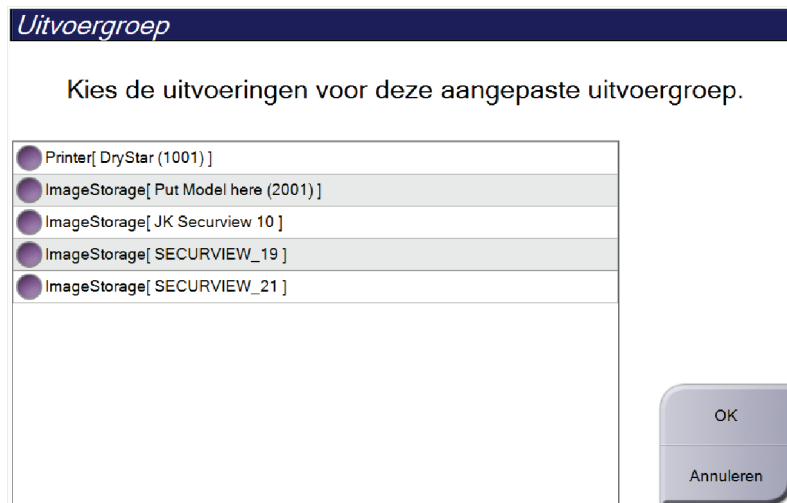 Uitvoergroep
Kies de uitvoeringen voor deze aangepaste uitvoergroep.
Printer[ DryStar (1001) ]
ImageStorage[ Put Model here (2001) ]
ImageStorage[ JK Securview 10 ]
ImageStorage[ SECURVIEW_19 ]
ImageStorage[ SECURVIEW_21 ]
OK
Annuleren